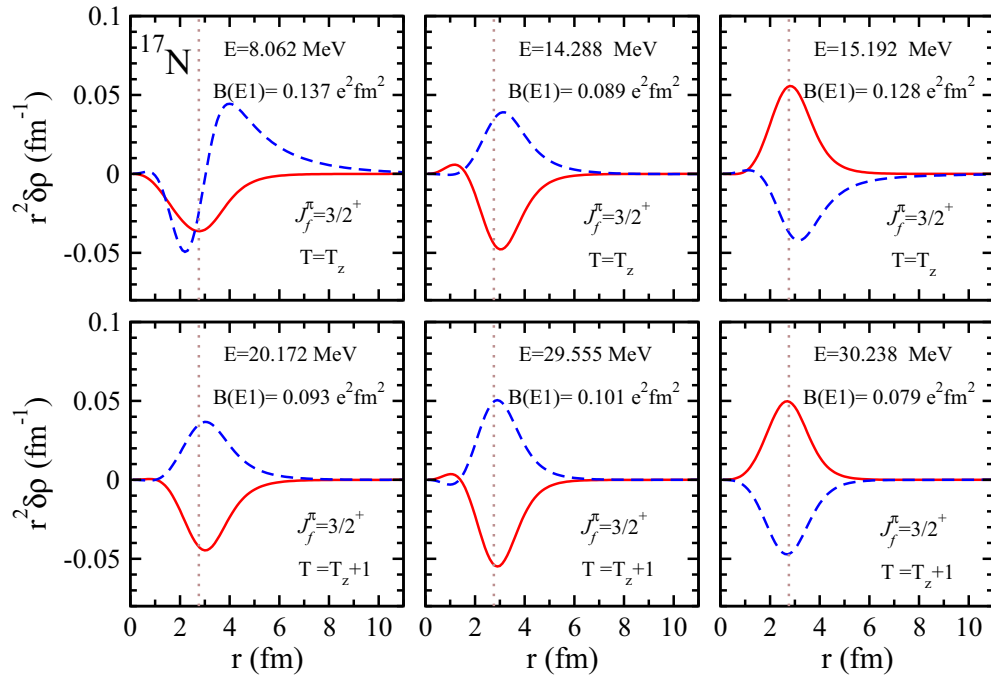 17N
E=8.062 MeV
B(E1)= 0.137 e²fm²
J_f^π=3/2⁺
T=T_z
E=14.288 MeV
B(E1)= 0.089 e²fm²
J_f^π=3/2⁺
T=T_z
E=15.192 MeV
B(E1)= 0.128 e²fm²
J_f^π=3/2⁺
T=T_z
0.1
0.05
0
-0.05
r²δρ (fm⁻¹)
E=20.172 MeV
B(E1)= 0.093 e²fm²
J_f^π=3/2⁺
T =T_z+1
E=29.555 MeV
B(E1)= 0.101 e²fm²
J_f^π=3/2⁺
T =T_z+1
E=30.238 MeV
B(E1)= 0.079 e²fm²
J_f^π=3/2⁺
T =T_z+1
0.1
0.05
0
-0.05
r²δρ (fm⁻¹)
0 2 4 6 8 10
0 2 4 6 8 10
0 2 4 6 8 10
r (fm)
r (fm)
r (fm)